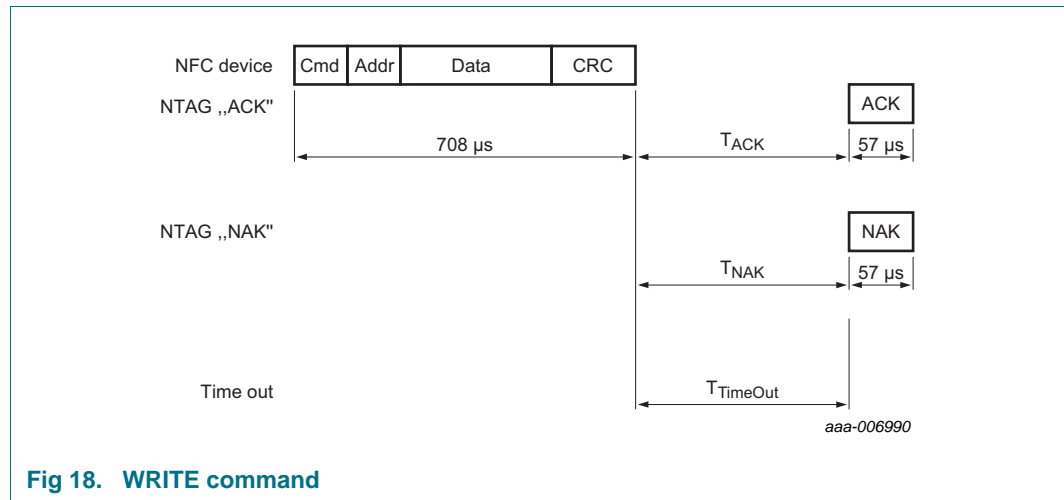 NFC device Cmd Addr Data CRC
NTAG ,,ACK" ACK
708 µs TACK 57 µs
NTAG ,,NAK" NAK
TNAK 57 µs
Time out TTimeOut
aaa-006990
Fig 18. WRITE command